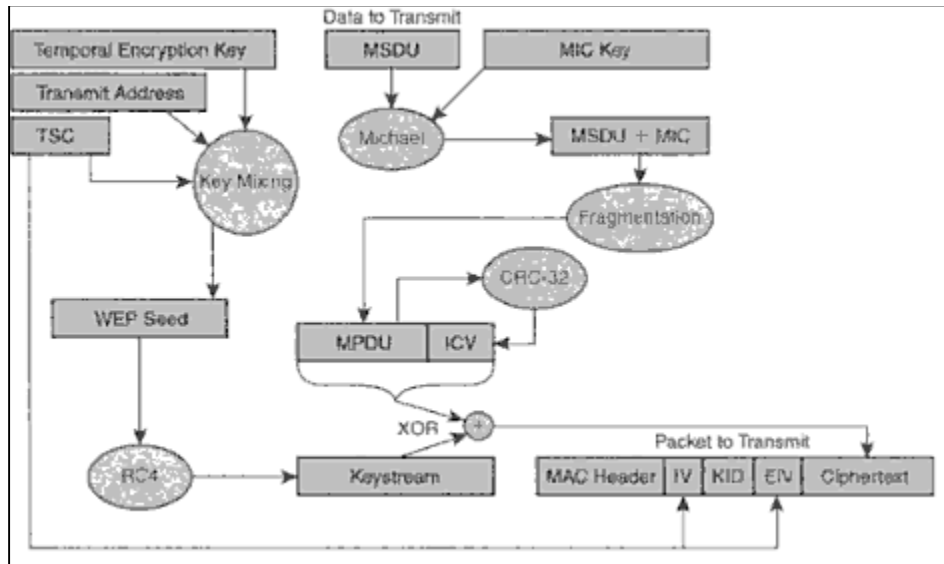 Data to Transmit
Temporal Encryption Key
MSDU
MIC Key
Transmit Address
TSC
Michael
MSDU + MIC
Key Mixing
Fragmentation
CRC-32
WEP Seed
MPDU
ICV
XOR
+
Packet to Transmit
RC4
Keystream
MAC Header
IV
KID
EIV
Ciphertext